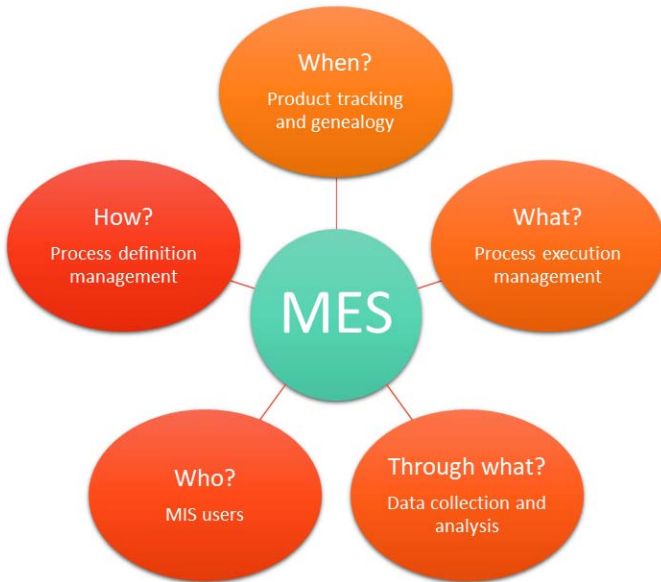 When?
Product tracking
and genealogy
How?
Process definition
management
What?
Process execution
management
MES
Who?
MIS users
Through what?
Data collection and
analysis